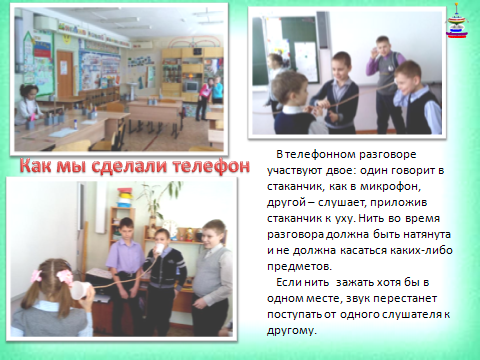 Как мы сделали телефон
В телефонном разговоре
участвуют двое: один говорит в
стаканчик, как в микрофон,
другой – слушает, приложив
стаканчик к уху. Нить во время
разговора должна быть натянута
и не должна касаться каких-либо
предметов.
Если нить зажать хотя бы в
одном месте, звук перестанет
поступать от одного слушателя к
другому.